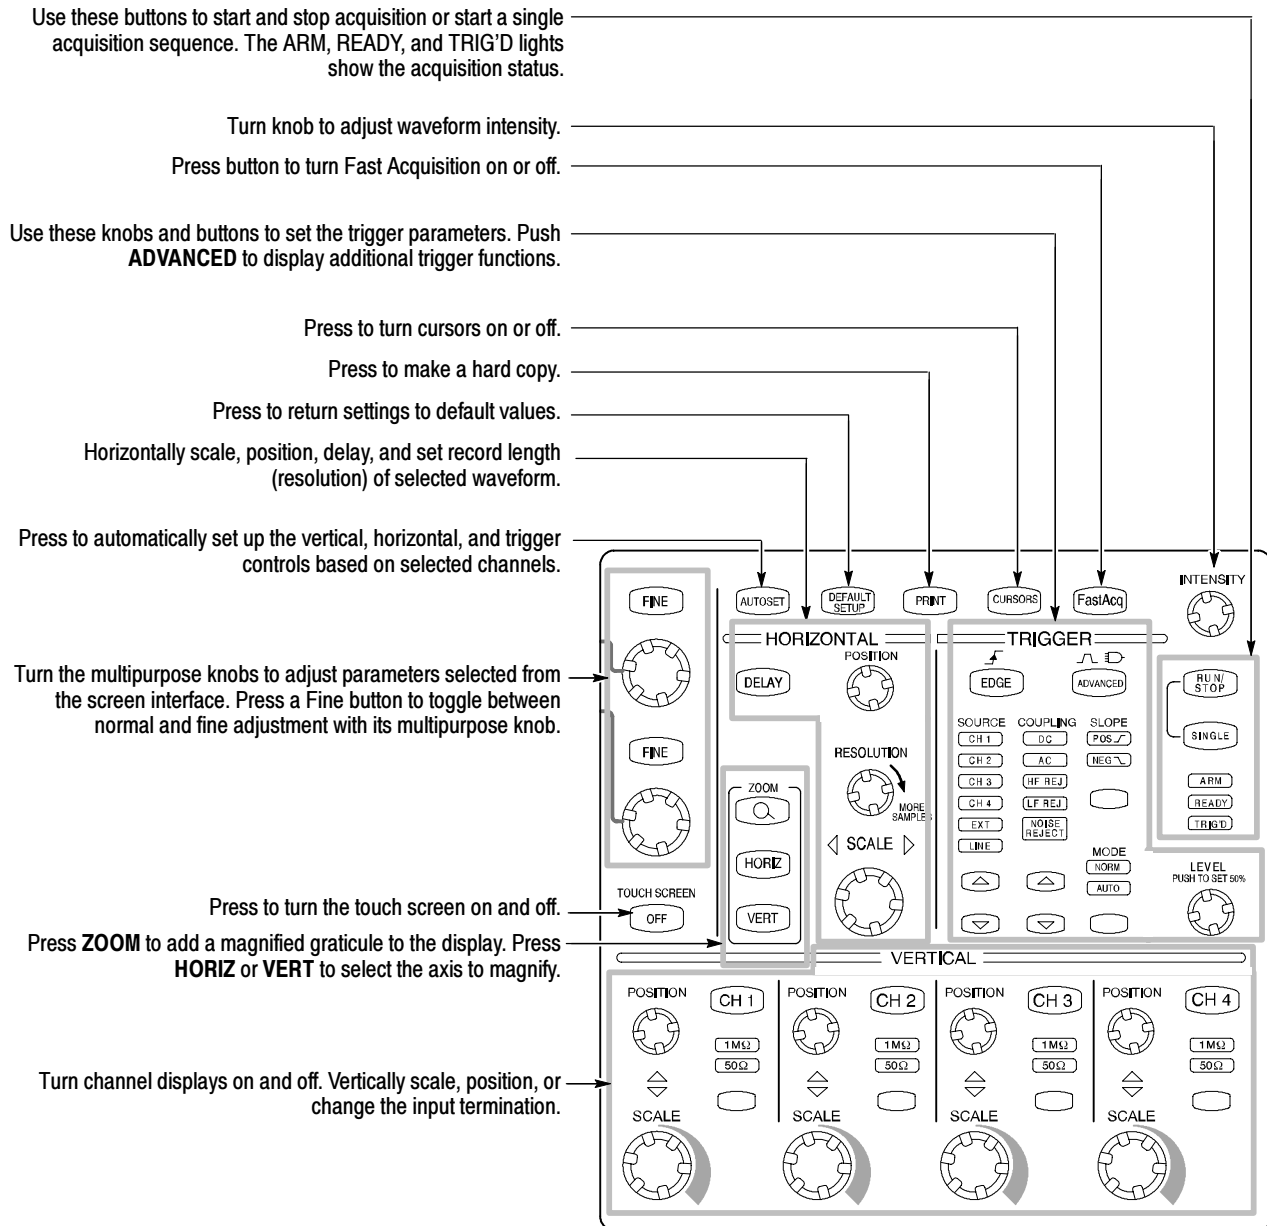 Use these buttons to start and stop acquisition or start a single
acquisition sequence. The ARM, READY, and TRIG’D lights
show the acquisition status.
Turn knob to adjust waveform intensity.
Press button to turn Fast Acquisition on or off.
Use these knobs and buttons to set the trigger parameters. Push
ADVANCED to display additional trigger functions.
Press to turn cursors on or off.
Press to make a hard copy.
Press to return settings to default values.
Horizontally scale, position, delay, and set record length
(resolution) of selected waveform.
Press to automatically set up the vertical, horizontal, and trigger
controls based on selected channels.
Turn the multipurpose knobs to adjust parameters selected from
the screen interface. Press a Fine button to toggle between
normal and fine adjustment with its multipurpose knob.
Press to turn the touch screen on and off.
Press ZOOM to add a magnified graticule to the display. Press
HORIZ or VERT to select the axis to magnify.
Turn channel displays on and off. Vertically scale, position, or
change the input termination.
FINE
FINE
TOUCH SCREEN
OFF
AUTOSET
DEFAULT
SETUP
PRINT
CURSORS
FastAcq
INTENSITY
HORIZONTAL
POSITION
DELAY
RESOLUTION
MORE
SAMPLES
SCALE
ZOOM
HORIZ
VERT
TRIGGER
EDGE
ADVANCED
SOURCE
CH 1
CH 2
CH 3
CH 4
EXT
LINE
COUPLING
DC
AC
HF REJ
LF REJ
NOISE
REJECT
SLOPE
POS
NEG
MODE
NORM
AUTO
RUN/
STOP
SINGLE
ARM
READY
TRIG'D
LEVEL
PUSH TO SET 50%
VERTICAL
POSITION
CH 1
1MΩ
50Ω
SCALE
POSITION
CH 2
1MΩ
50Ω
SCALE
POSITION
CH 3
1MΩ
50Ω
SCALE
POSITION
CH 4
1MΩ
50Ω
SCALE